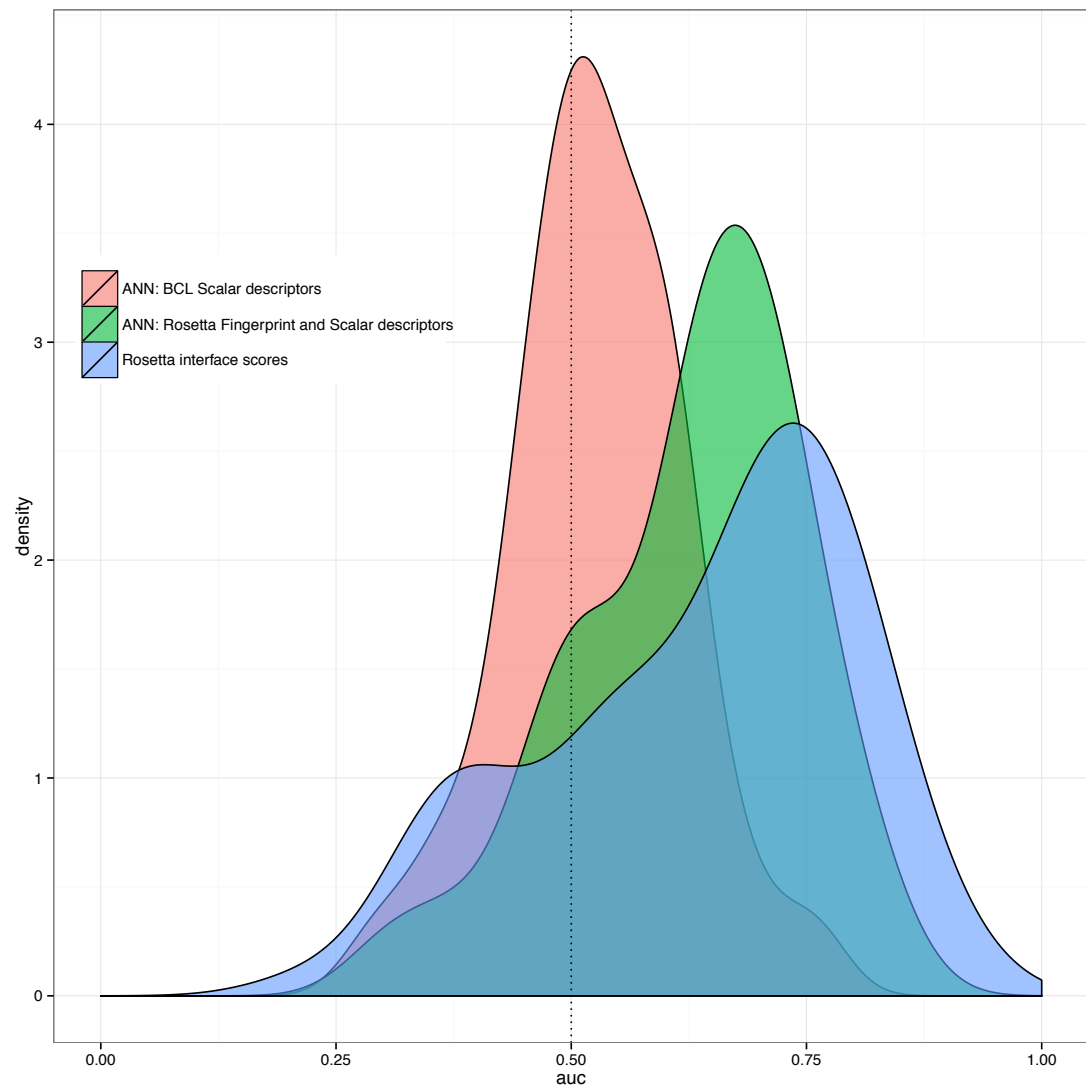 4
3
2
1
0
density
ANN: BCL Scalar descriptors
ANN: Rosetta Fingerprint and Scalar descriptors
Rosetta interface scores
0.00 0.25 0.50 0.75 1.00
auc